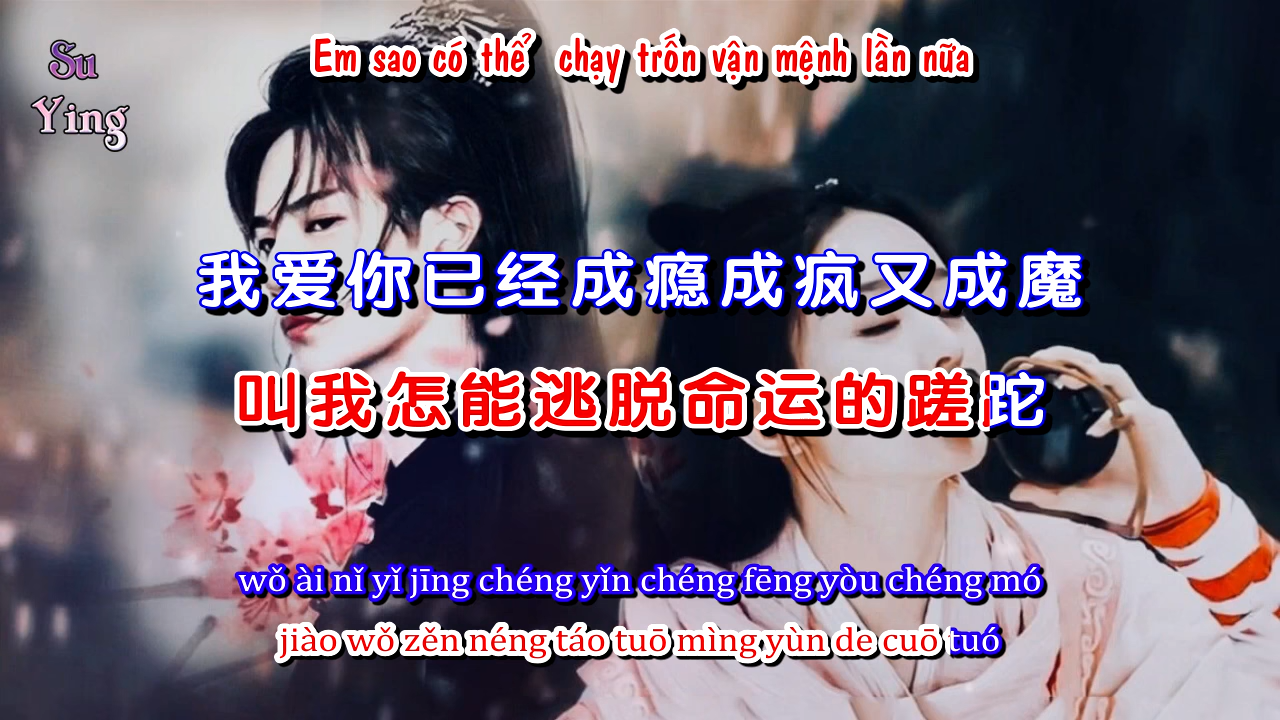 Su
Ying
Em sao có thể chạy trốn vận mệnh lần nữa
我爱你已经成瘾成疯又成魔
叫我怎能逃脱命运的蹉跎
wǒ ài nǐ yǐ jīng chéng yǐn chéng fēng yòu chéng mó
jiào wǒ zěn néng táo tuō mìng yùn de cuō tuó